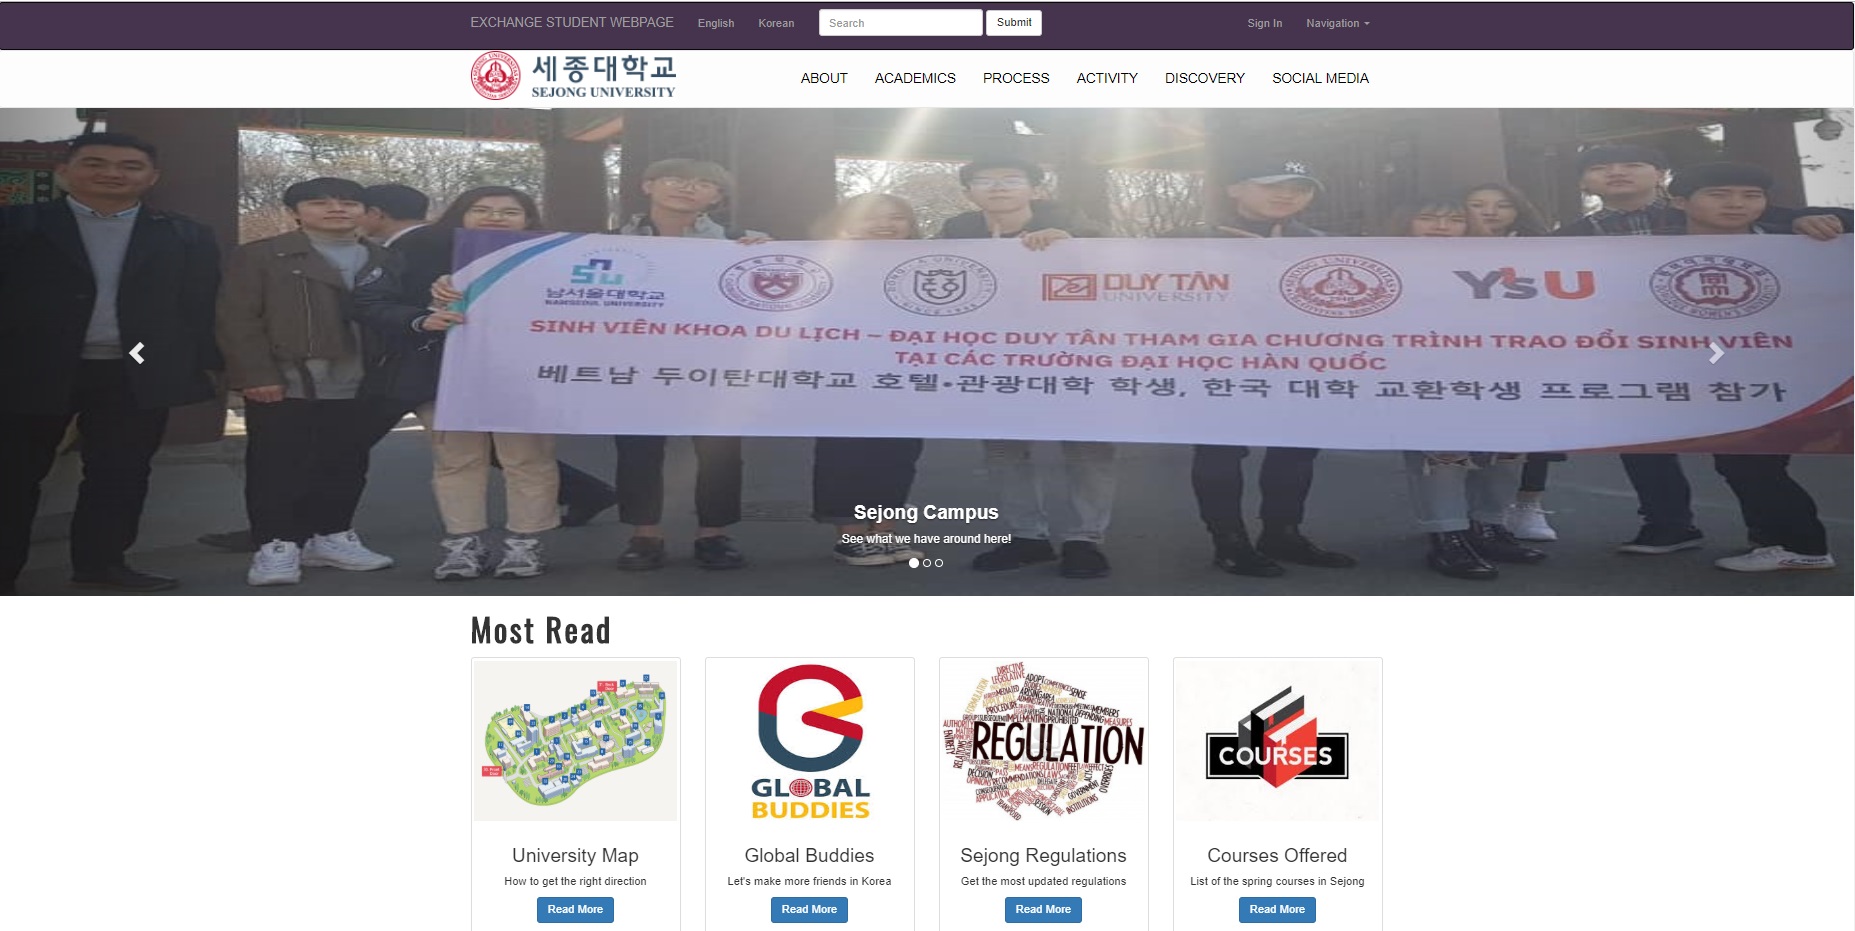 EXCHANGE STUDENT WEBPAGE English Korean Search Submit Sign In Navigation
세종대학교
SEJONG UNIVERSITY
ABOUT ACADEMICS PROCESS ACTIVITY DISCOVERY SOCIAL MEDIA
남서울대학교
NAMSEOUL UNIVERSITY
DUY TÂN
UNIVERSITY
YsU
SINH VIÊN KHOA DU LỊCH – ĐẠI HỌC DUY TÂN THAM GIA CHƯƠNG TRÌNH TRAO ĐỔI SINH VIÊN
TẠI CÁC TRƯỜNG ĐẠI HỌC HÀN QUỐC
베트남 두이탄대학교 호텔•관광대학 학생, 한국 대학 교환학생 프로그램 참가
Sejong Campus
See what we have around here!
Most Read
GLOBAL
BUDDIES
REGULATION
COURSES
University Map
How to get the right direction
Read More
Global Buddies
Let's make more friends in Korea
Read More
Sejong Regulations
Get the most updated regulations
Read More
Courses Offered
List of the spring courses in Sejong
Read More